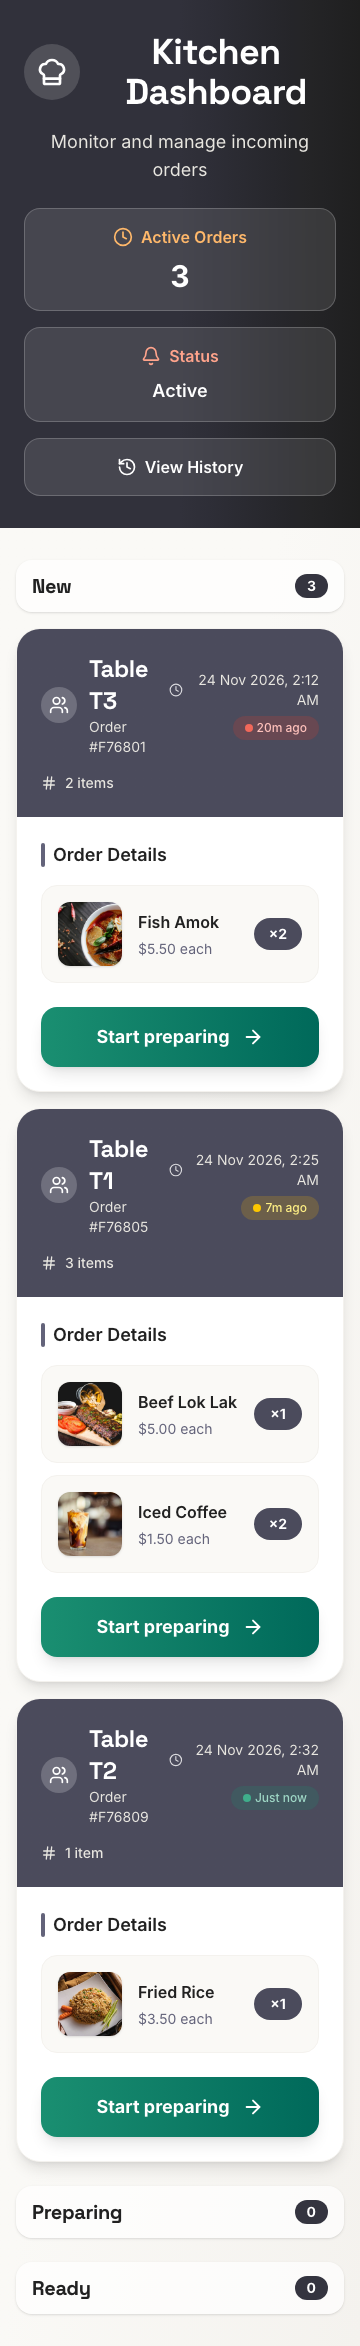 Kitchen
Dashboard
Monitor and manage incoming
orders
Active Orders
3
Status
Active
View History
New
3
Table
T3
Order
#F76801
24 Nov 2026, 2:12
AM
20m ago
2 items
Order Details
Fish Amok
$5.50 each
×2
Start preparing
Table
T1
Order
#F76805
24 Nov 2026, 2:25
AM
7m ago
3 items
Order Details
Beef Lok Lak
$5.00 each
×1
Iced Coffee
$1.50 each
×2
Start preparing
Table
T2
Order
#F76809
24 Nov 2026, 2:32
AM
Just now
1 item
Order Details
Fried Rice
$3.50 each
×1
Start preparing
Preparing
0
Ready
0